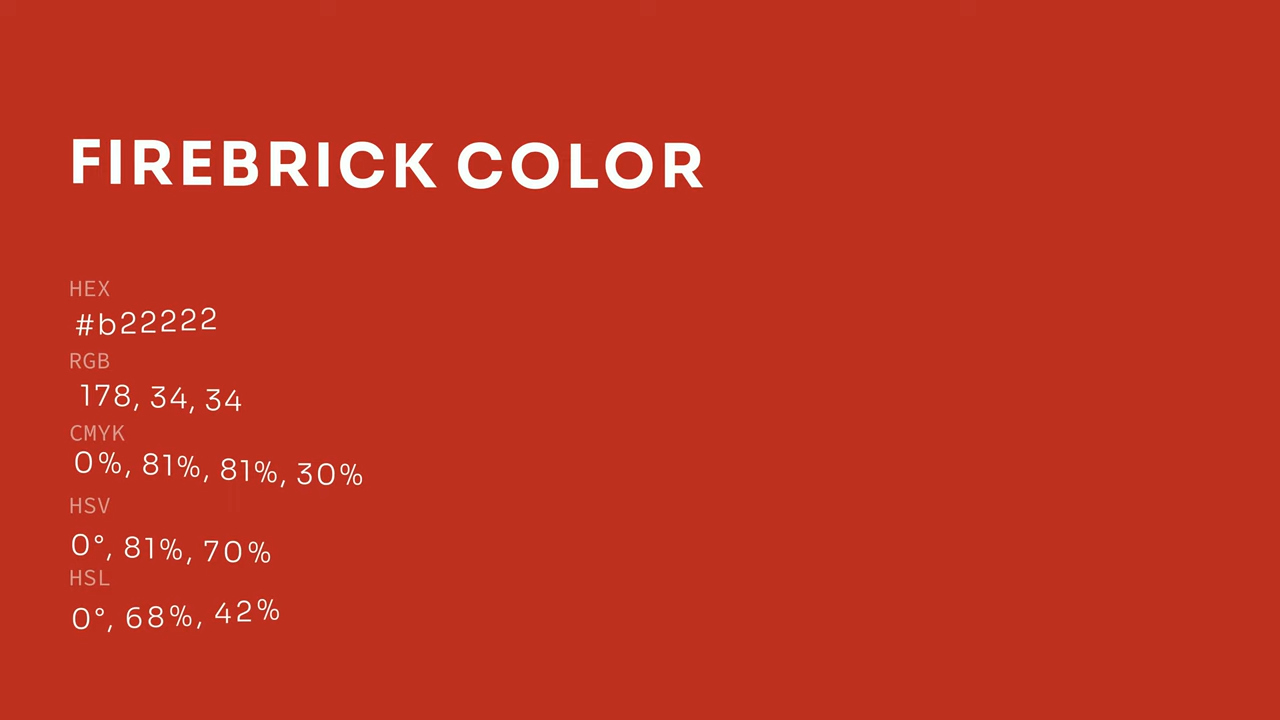 FIREBRICK COLOR
HEX
#b22222
RGB
178, 34, 34
CMYK
0%, 81%, 81%, 30%
HSV
0°, 81%, 70%
HSL
0°, 68%, 42%